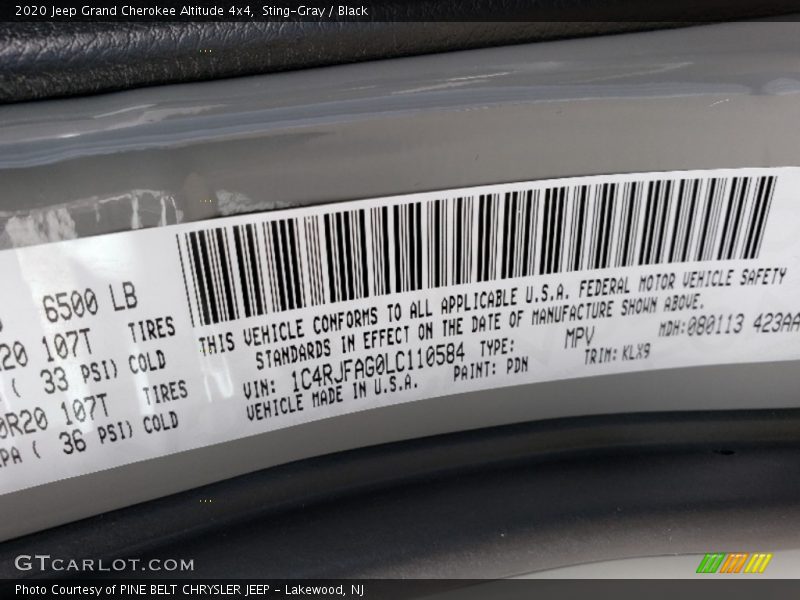 2020 Jeep Grand Cherokee Altitude 4x4, Sting-Gray / Black
6500 LB
R20 107T TIRES
( 33 PSI) COLD
0R20 107T TIRES
PA ( 36 PSI) COLD
THIS VEHICLE CONFORMS TO ALL APPLICABLE U.S.A. FEDERAL MOTOR VEHICLE SAFETY
STANDARDS IN EFFECT ON THE DATE OF MANUFACTURE SHOWN ABOVE.
VIN: 1C4RJFAG0LC110584 TYPE: MPV MDH:080113 423AA
VEHICLE MADE IN U.S.A. PAINT: PDN TRIM: KLX9
GTCARLOT.COM
Photo Courtesy of PINE BELT CHRYSLER JEEP - Lakewood, NJ